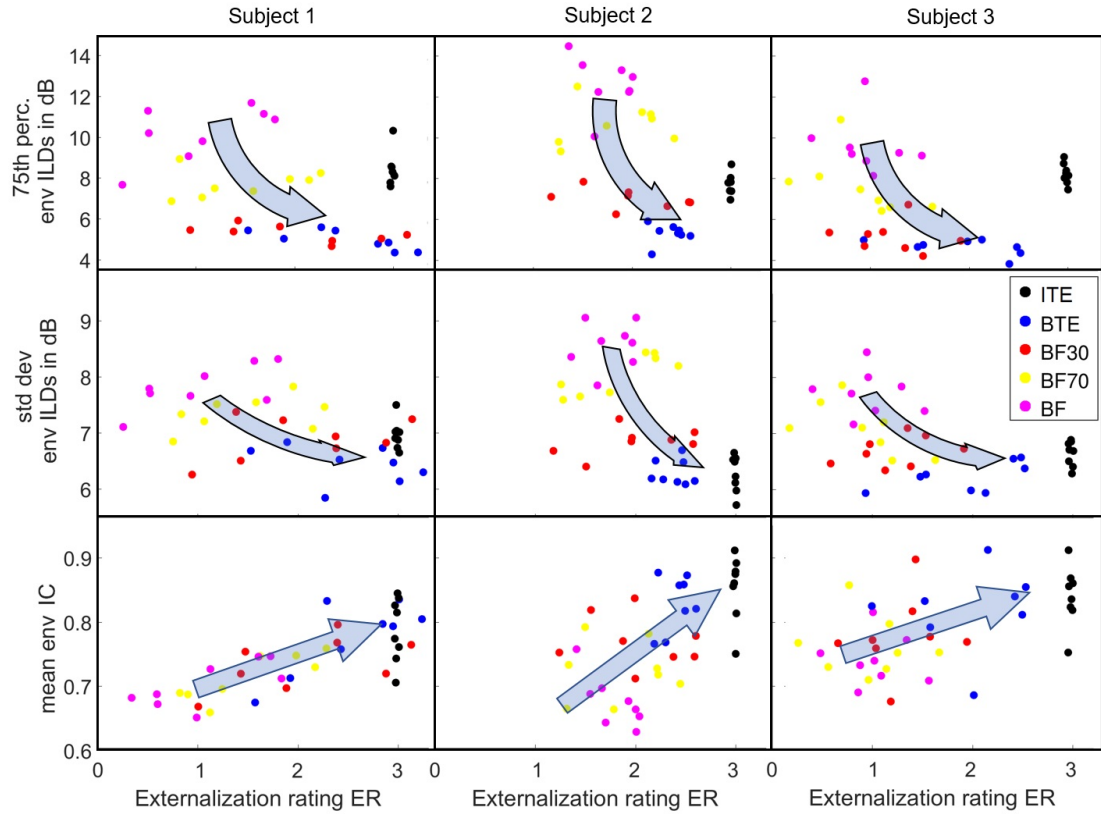 Subject 1
Subject 2
Subject 3
75th perc.
env ILDs in dB
14
12
10
8
6
4
std dev
env ILDs in dB
9
8
7
6
ITE
BTE
BF30
BF70
BF
mean env IC
0.9
0.8
0.7
0.6
0
1
2
3
0
1
2
3
0
1
2
3
Externalization rating ER
Externalization rating ER
Externalization rating ER